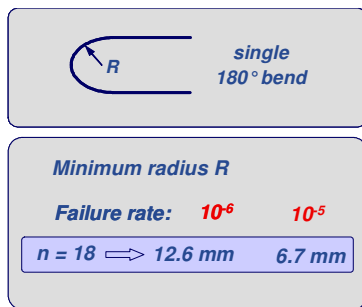 R
single
180° bend
Minimum radius R
Failure rate: 10⁻⁶ 10⁻⁵
n = 18 ⇒ 12.6 mm 6.7 mm